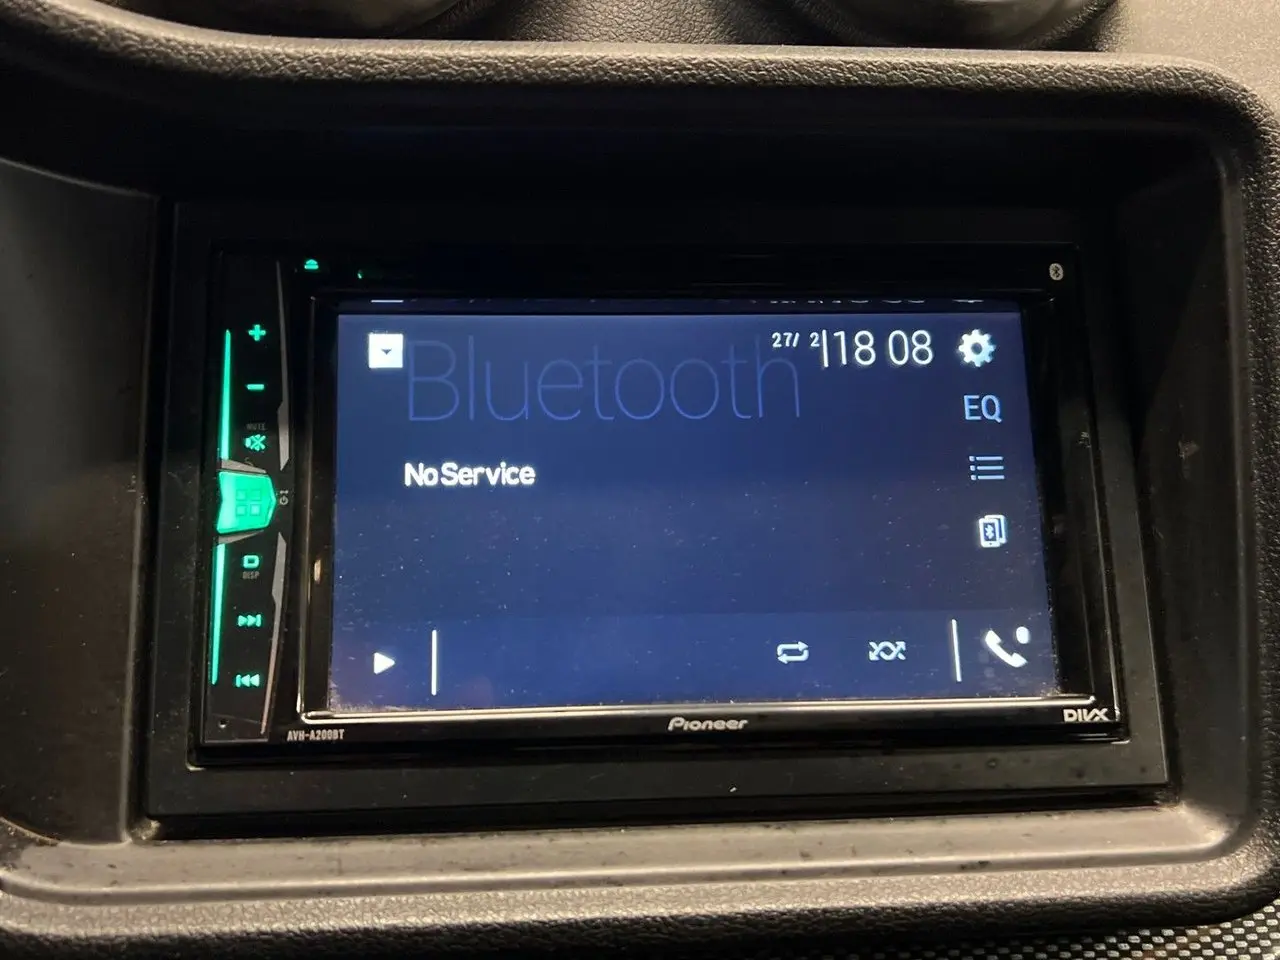 Bluetooth
27/ 2 18 08
EQ
No Service
MUTE
DISP
AVH-A200BT
Pioneer
DIVX